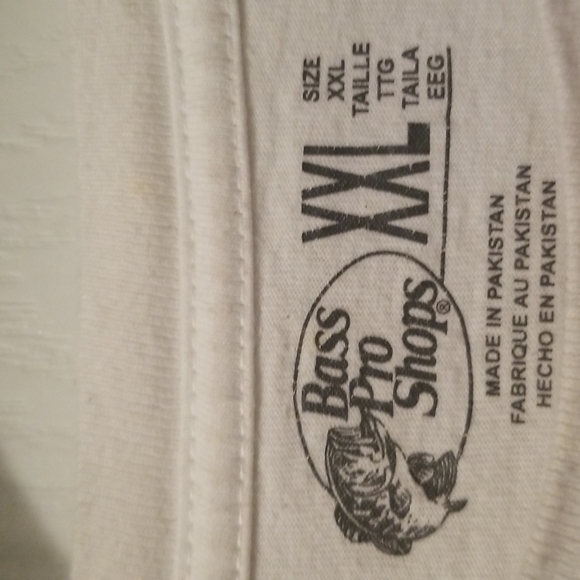 Bass
Pro
Shops®
XXL
SIZE
XXL
TAILLE
TTG
TAILA
EEG
MADE IN PAKISTAN
FABRIQUE AU PAKISTAN
HECHO EN PAKISTAN